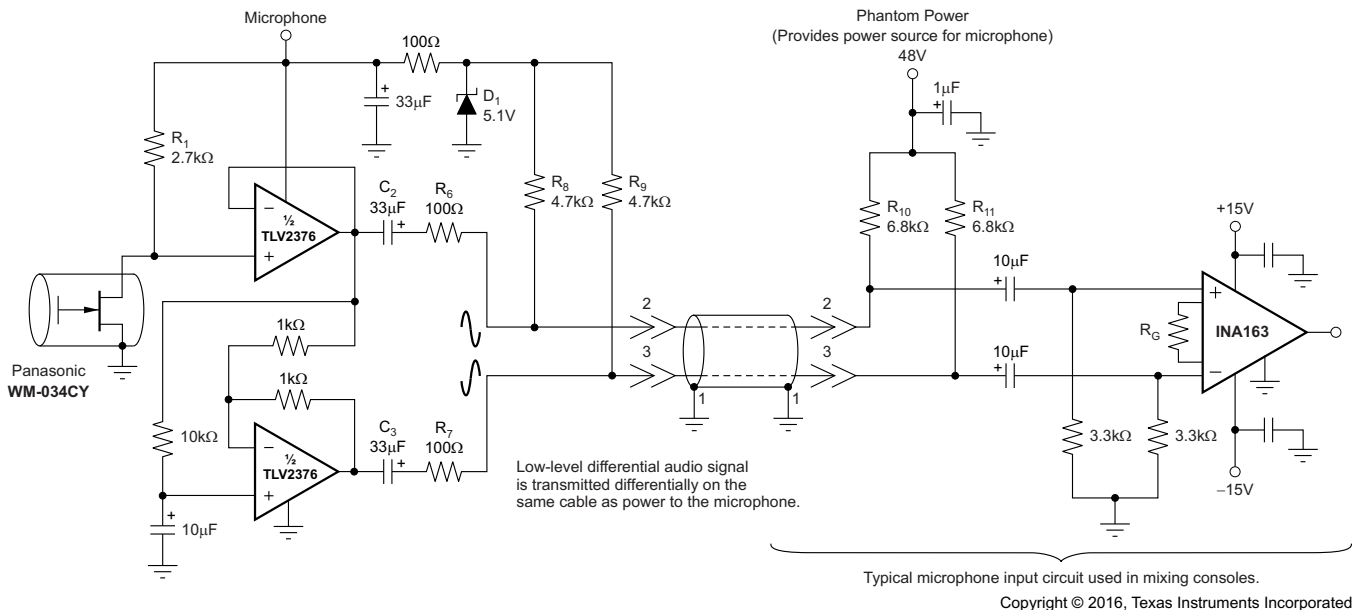 Microphone
Phantom Power
(Provides power source for microphone)
48V
100Ω
+
33μF
D1
5.1V
1μF
+
R1
2.7kΩ
R8
4.7kΩ
R9
4.7kΩ
R10
6.8kΩ
R11
6.8kΩ
+15V
−
½
TLV2376
+
C2
33μF
+
R6
100Ω
10μF
+
RG
INA163
−
Panasonic
WM-034CY
1kΩ
1kΩ
2
2
3
3
1
1
10μF
10kΩ
−
½
TLV2376
+
C3
33μF
+
R7
100Ω
3.3kΩ
3.3kΩ
−15V
+
10μF
Low-level differential audio signal
is transmitted differentially on the
same cable as power to the microphone.
Typical microphone input circuit used in mixing consoles.
Copyright © 2016, Texas Instruments Incorporated